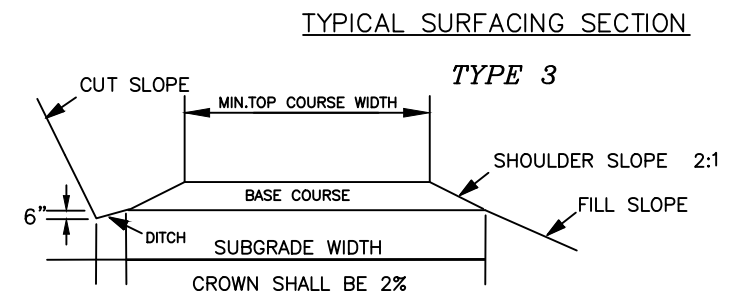 TYPICAL SURFACING SECTION
TYPE 3
CUT SLOPE
MIN.TOP COURSE WIDTH
SHOULDER SLOPE 2:1
BASE COURSE
FILL SLOPE
6"
DITCH
SUBGRADE WIDTH
CROWN SHALL BE 2%